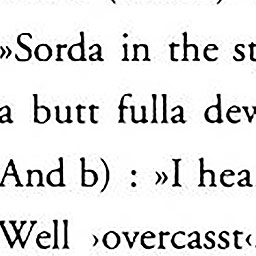 »Sorda in the st
a butt fulla dew
And b) : »I hea
Well ›overcasst‹